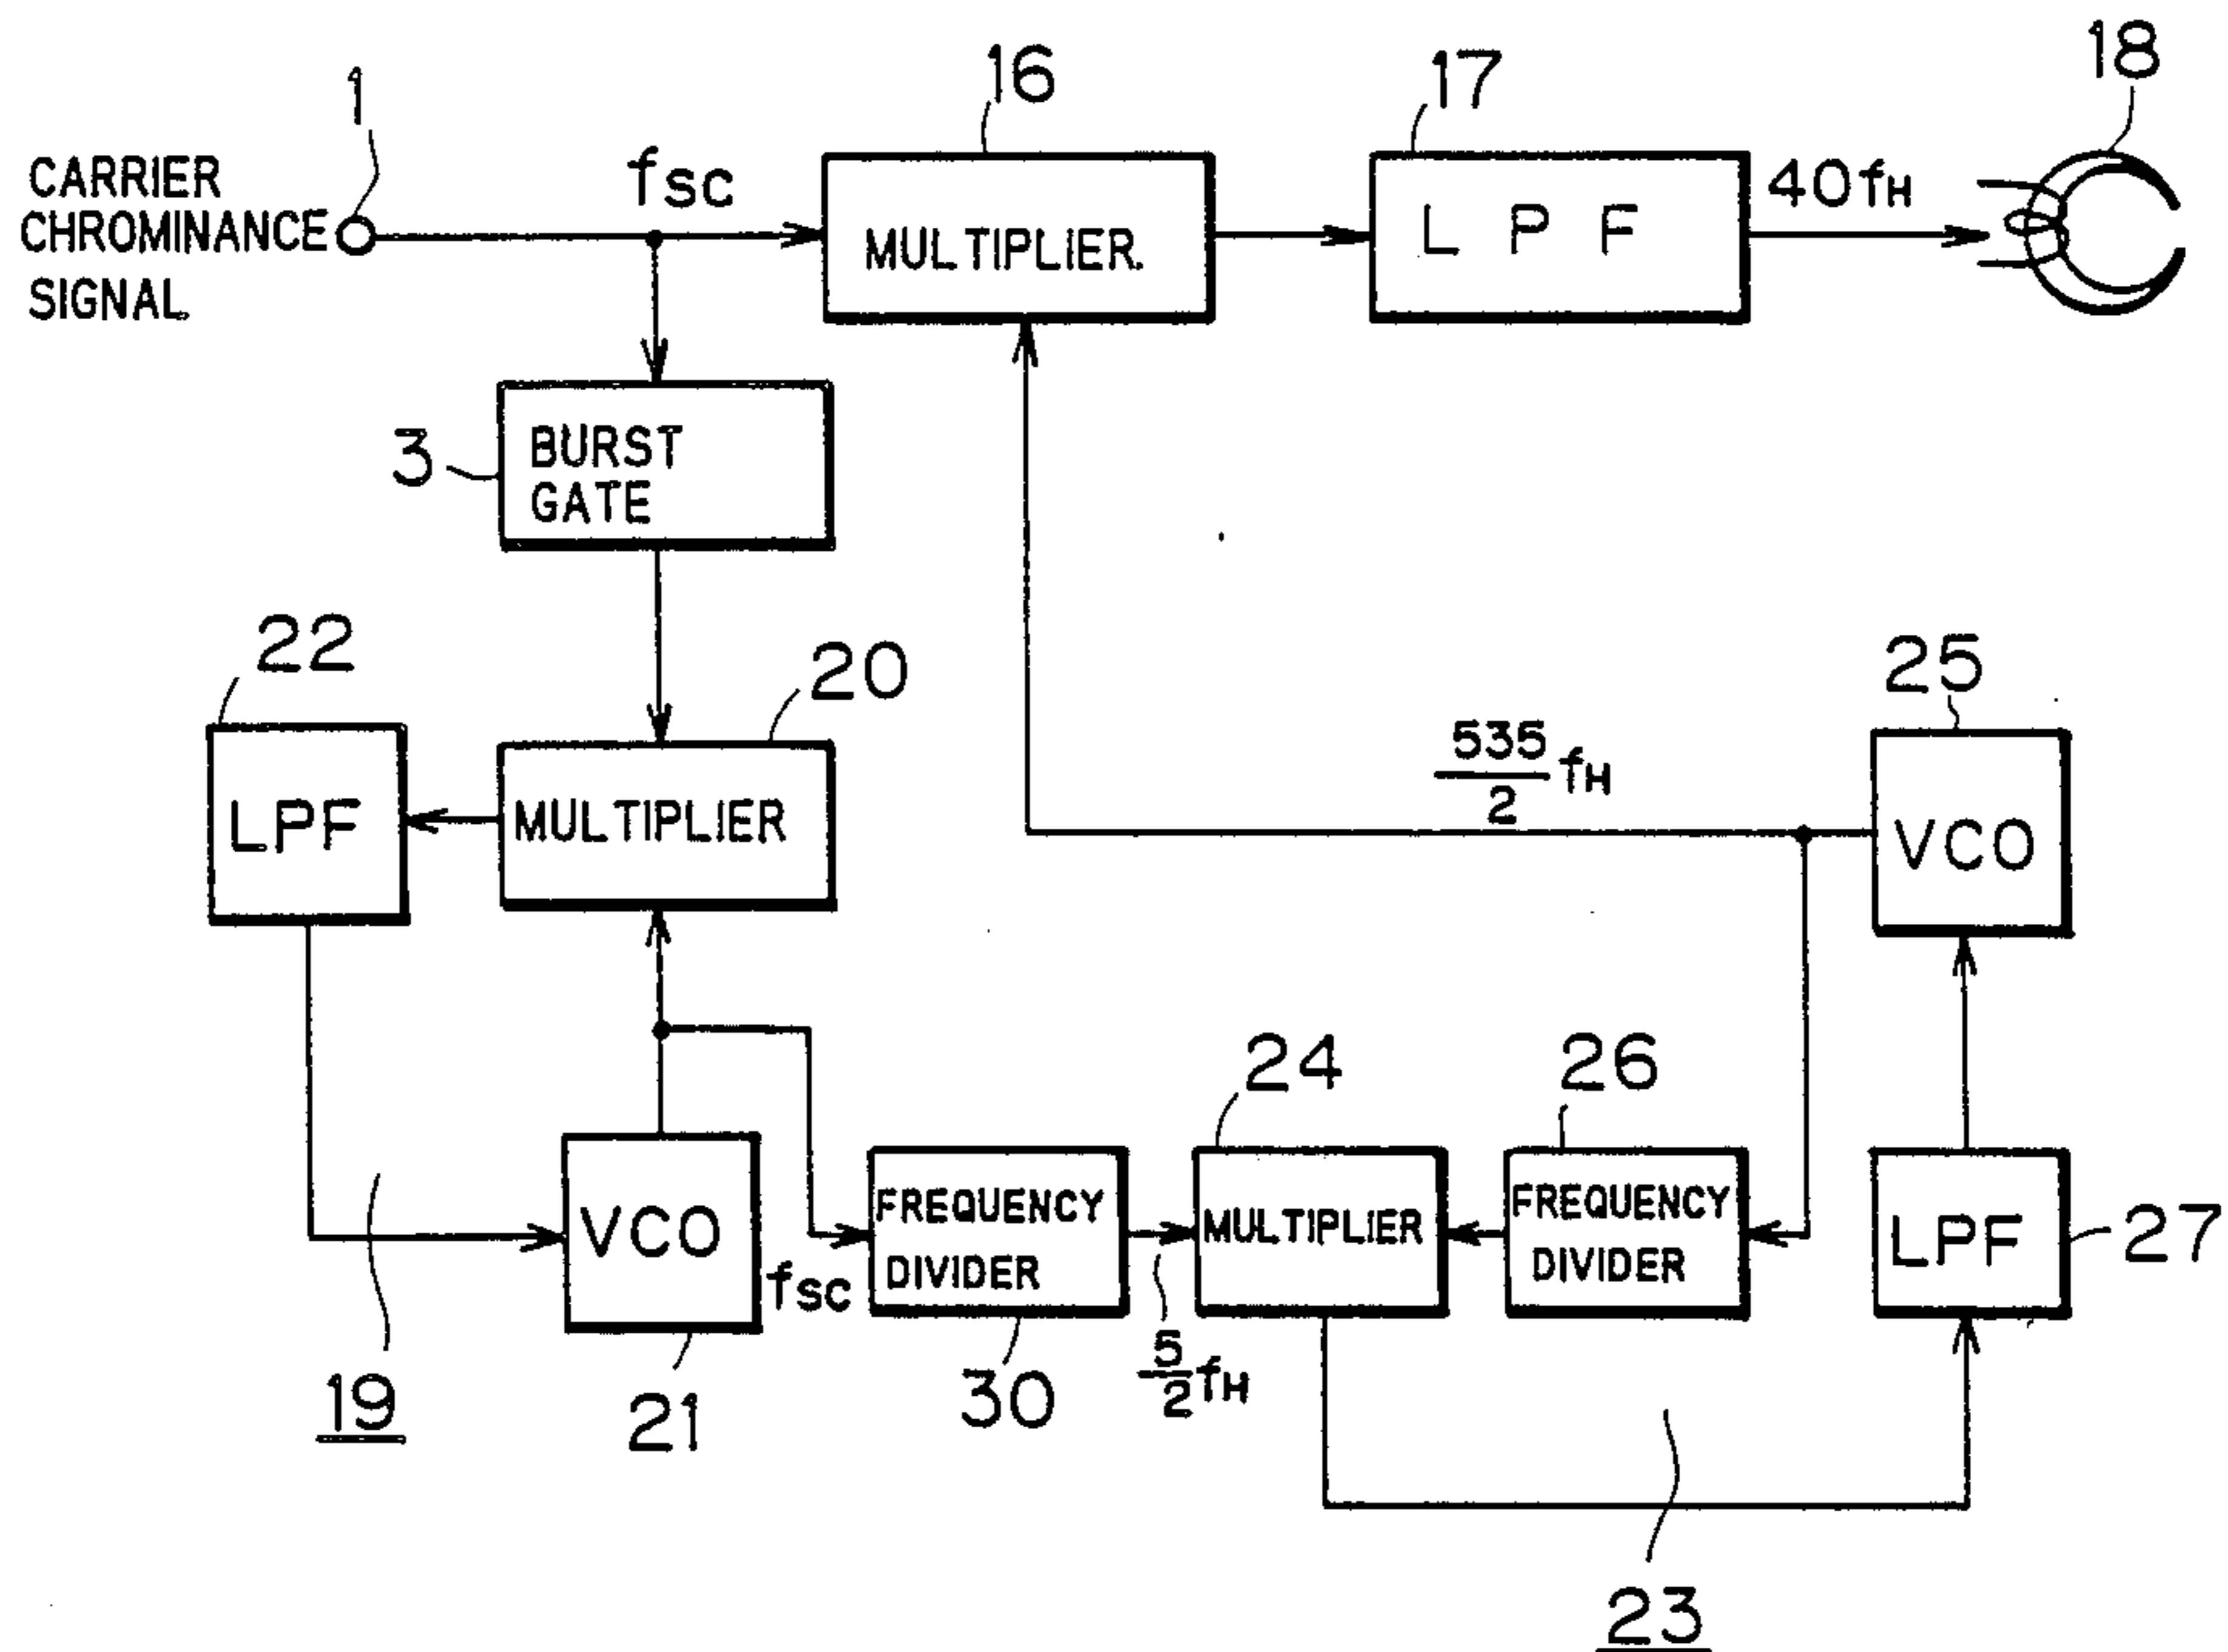 1
16
17
18
CARRIER
CHROMINANCE
SIGNAL
fSC
MULTIPLIER.
L P F
40fH
3
BURST
GATE
22
20
25
LPF
MULTIPLIER
535/2 fH
VCO
24
26
VCO
fSC
FREQUENCY
DIVIDER
MULTIPLIER
FREQUENCY
DIVIDER
LPF
27
19
21
30
5/2 fH
23